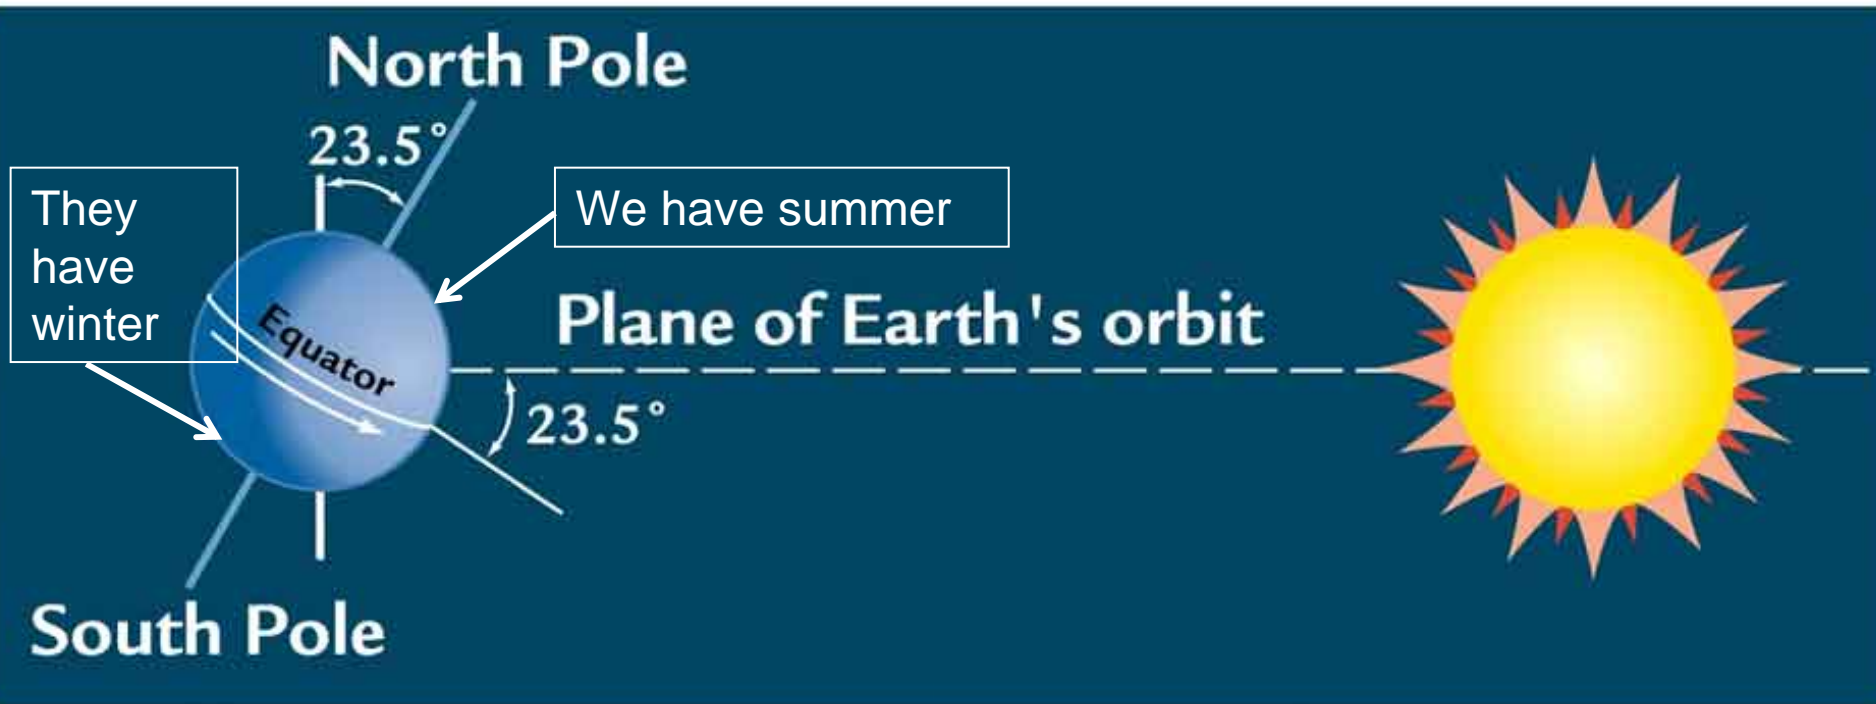 North Pole
23.5°
They
have
winter
We have summer
Equator
Plane of Earth's orbit
23.5°
South Pole